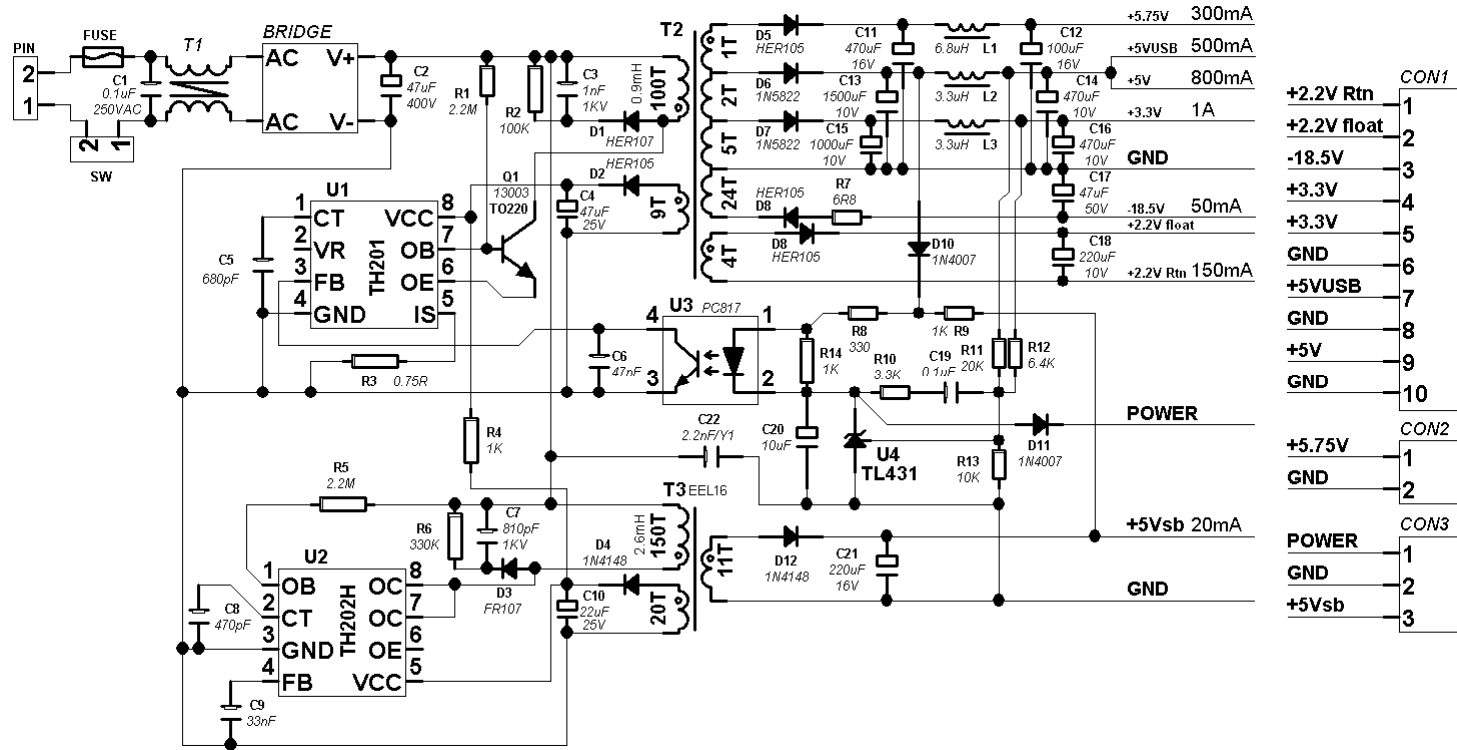 PIN
2
1
FUSE
C1
0.1uF
250VAC
T1
2 1
SW
BRIDGE
AC V+
AC V-
C2
47uF
400V
R1
2.2M
R2
100K
C3
1nF
1KV
D1
HER107
0.9mH
100T
T2
HER105
D2
9T
C4
47uF
25V
Q1
13003
TO220
U1
TH201
1 CT
2 VR
3 FB
4 GND
8 VCC
7 OB
6 OE
5 IS
C5
680pF
R3 0.75R
1T
2T
5T
24T
4T
D5
HER105
D6
1N5822
D7
1N5822
HER105
D8
R7
6R8
D8
HER105
C11
470uF
16V
C13
1500uF
10V
C15
1000uF
10V
6.8uH L1
3.3uH L2
3.3uH L3
C12
100uF
16V
C14
470uF
10V
C16
470uF
10V
C17
47uF
50V
C18
220uF
10V
D10
1N4007
+5.75V 300mA
+5VUSB 500mA
+5V 800mA
+3.3V 1A
GND
-18.5V 50mA
+2.2V float
+2.2V Rtn 150mA
U3 PC817
4 1
3 2
C6
47nF
R14
1K
R8
330
1K R9
R10
3.3K
C19
0.1uF
R11
20K
R12
6.4K
C20
10uF
U4
TL431
R13
10K
D11
1N4007
POWER
C22
2.2nF/Y1
R4
1K
R5
2.2M
R6
330K
C7
810pF
1KV
D3
FR107
D4
1N4148
T3 EEL16
2.6mH
150T
20T
11T
C10
22uF
25V
D12
1N4148
C21
220uF
16V
+5Vsb 20mA
GND
U2
TH202H
1 OB
2 CT
3 GND
4 FB
8 OC
7 OC
6 OE
5 VCC
C8
470pF
C9
33nF
CON1
+2.2V Rtn 1
+2.2V float 2
-18.5V 3
+3.3V 4
+3.3V 5
GND 6
+5VUSB 7
GND 8
+5V 9
GND 10
CON2
+5.75V 1
GND 2
CON3
POWER 1
GND 2
+5Vsb 3